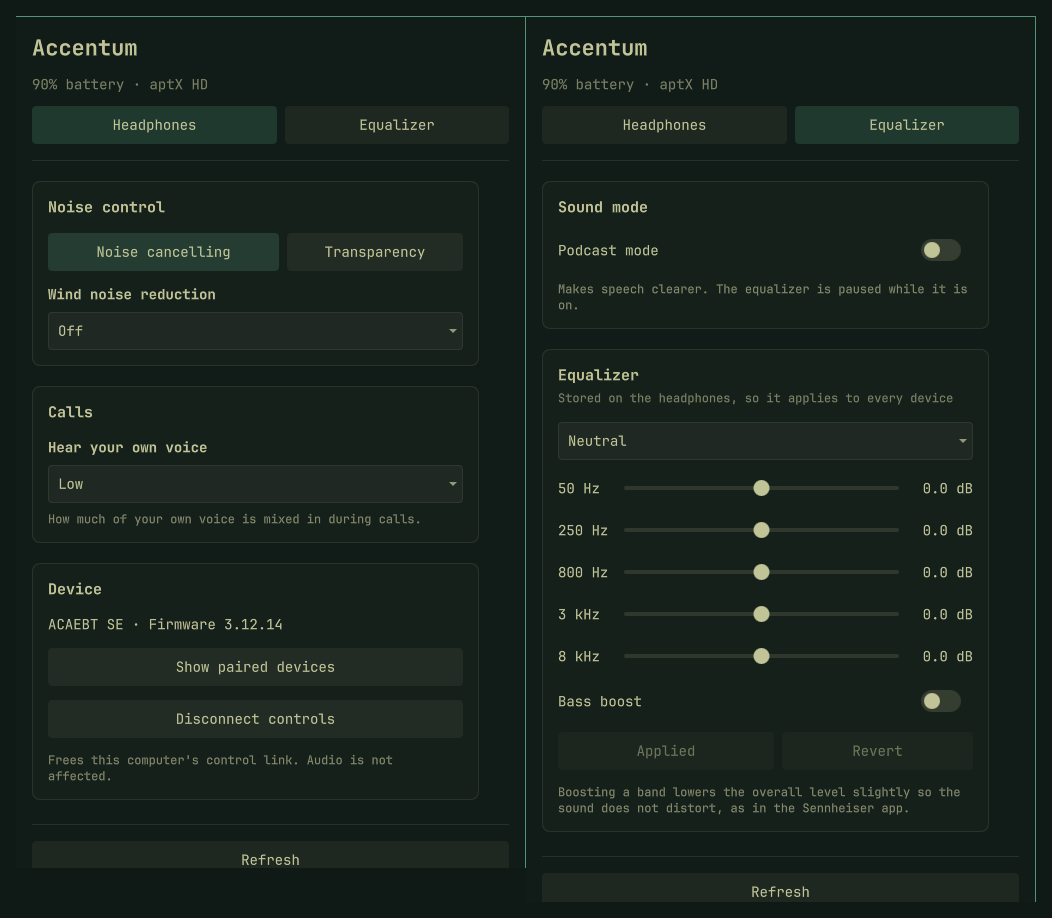 Accentum
90% battery · aptX HD
Headphones
Equalizer
Noise control
Noise cancelling
Transparency
Wind noise reduction
Off
Calls
Hear your own voice
Low
How much of your own voice is mixed in during calls.
Device
ACAEBT SE · Firmware 3.12.14
Show paired devices
Disconnect controls
Frees this computer's control link. Audio is not
affected.
Refresh
Accentum
90% battery · aptX HD
Headphones
Equalizer
Sound mode
Podcast mode
Makes speech clearer. The equalizer is paused while it is
on.
Equalizer
Stored on the headphones, so it applies to every device
Neutral
50 Hz 0.0 dB
250 Hz 0.0 dB
800 Hz 0.0 dB
3 kHz 0.0 dB
8 kHz 0.0 dB
Bass boost
Applied
Revert
Boosting a band lowers the overall level slightly so the
sound does not distort, as in the Sennheiser app.
Refresh